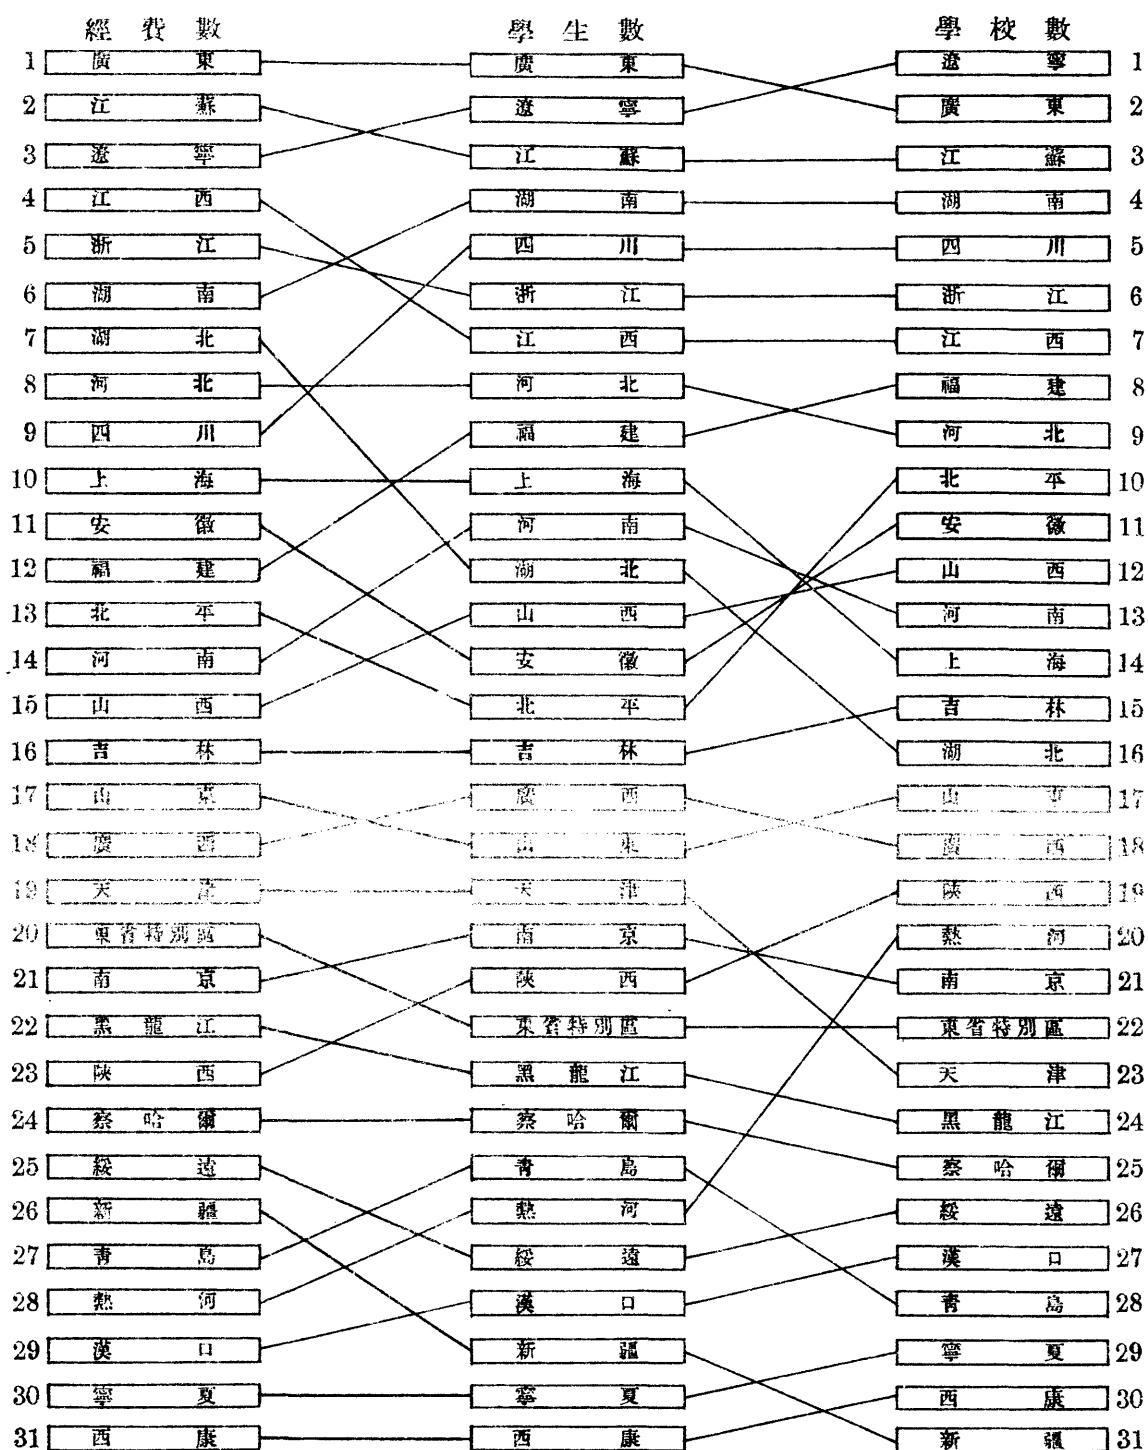 經費數 學生數 學校數
1 廣東 廣東 遼寧 1
2 江蘇 遼寧 廣東 2
3 遼寧 江蘇 江蘇 3
4 江西 湖南 湖南 4
5 浙江 四川 四川 5
6 湖南 浙江 浙江 6
7 湖北 江西 江西 7
8 河北 河北 福建 8
9 四川 福建 河北 9
10 上海 上海 北平 10
11 安徽 河南 安徽 11
12 福建 湖北 山西 12
13 北平 山西 河南 13
14 河南 安徽 上海 14
15 山西 北平 吉林 15
16 吉林 吉林 湖北 16
17 山東 廣西 山東 17
18 廣西 山東 廣西 18
19 天津 天津 陝西 19
20 東省特別區 南京 熱河 20
21 南京 陝西 南京 21
22 黑龍江 東省特別區 東省特別區 22
23 陝西 黑龍江 天津 23
24 察哈爾 察哈爾 黑龍江 24
25 綏遠 青島 察哈爾 25
26 新疆 熱河 綏遠 26
27 青島 綏遠 漢口 27
28 熱河 漢口 青島 28
29 漢口 新疆 寧夏 29
30 寧夏 寧夏 西康 30
31 西康 西康 新疆 31